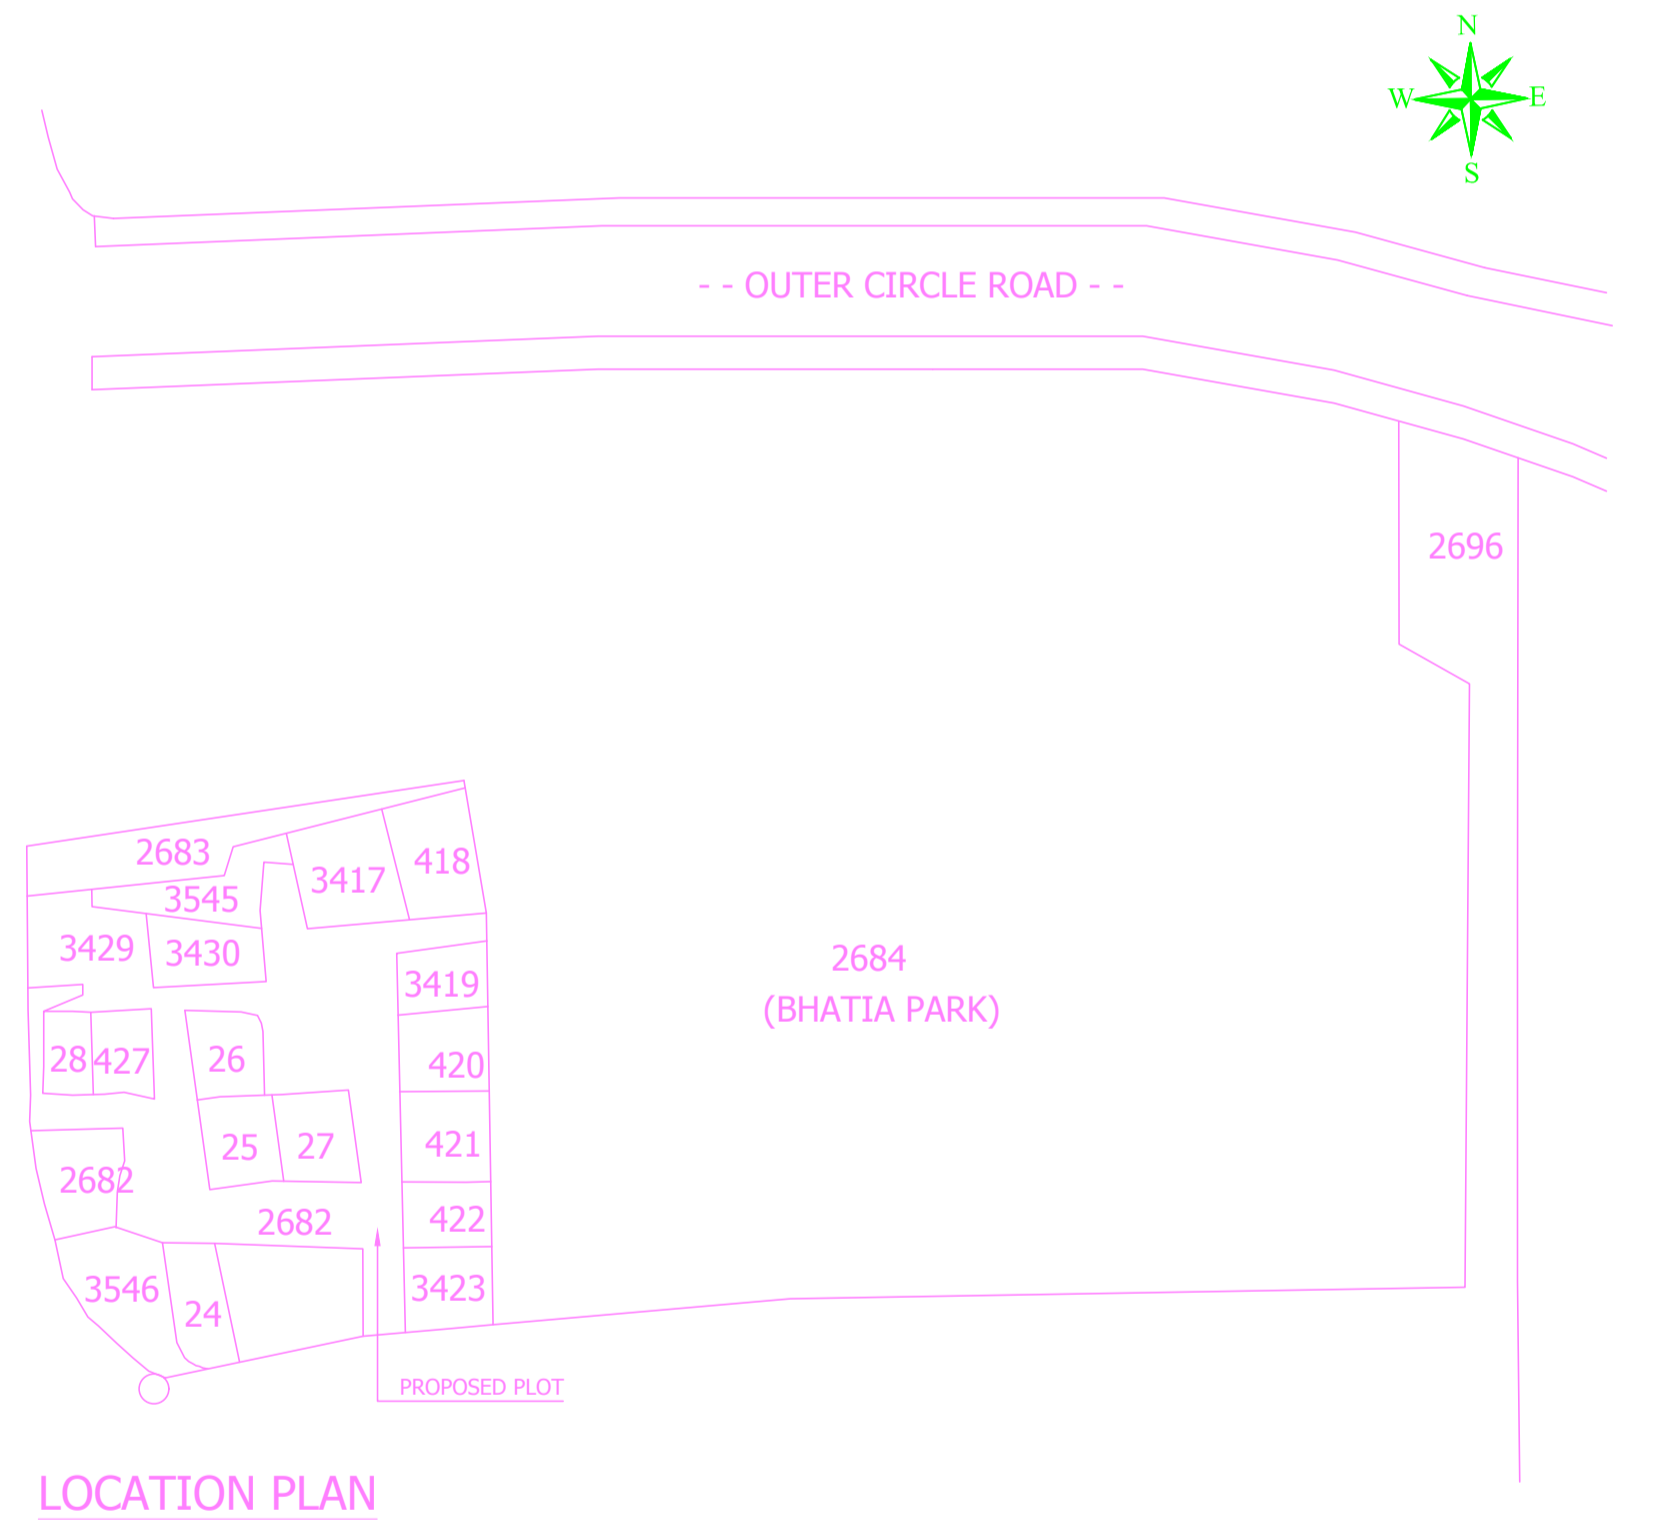 N
W
E
S
- - OUTER CIRCLE ROAD - -
2696
2683
418
3417
3545
3429
3430
2684
3419
(BHATIA PARK)
28
427
26
420
25
27
421
2682
2682
422
3546
24
3423
PROPOSED PLOT
LOCATION PLAN